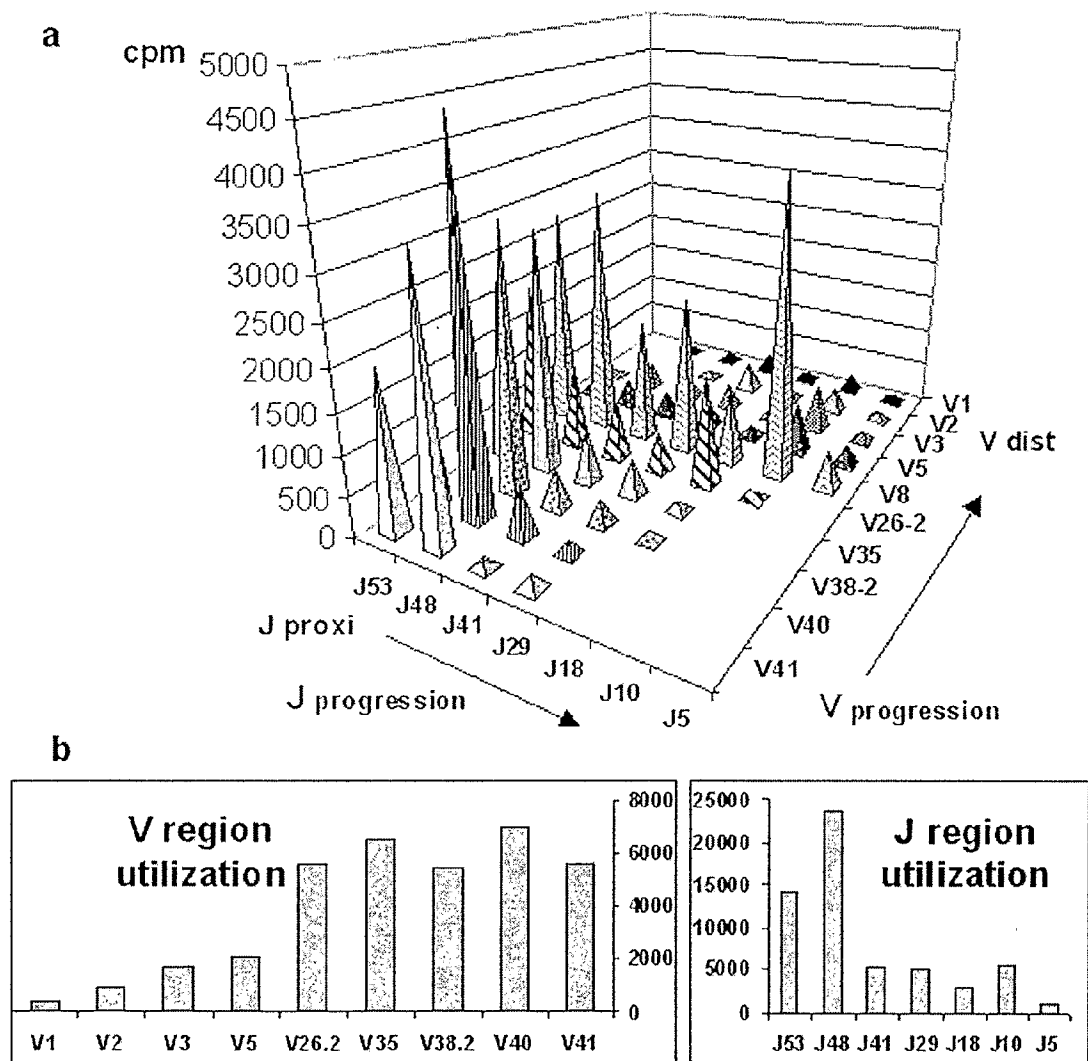 a
cpm
5000
4500
4000
3500
3000
2500
2000
1500
1000
500
0
J53
J48
J41
J29
J18
J10
J5
J proxi
J progression
V1
V2
V3
V5
V8
V26-2
V35
V38-2
V40
V41
V dist
V progression
b
V region
utilization
8000
6000
4000
2000
0
V1 V2 V3 V5 V26.2 V35 V38.2 V40 V41
J region
utilization
25000
20000
15000
10000
5000
0
J53 J48 J41 J29 J18 J10 J5